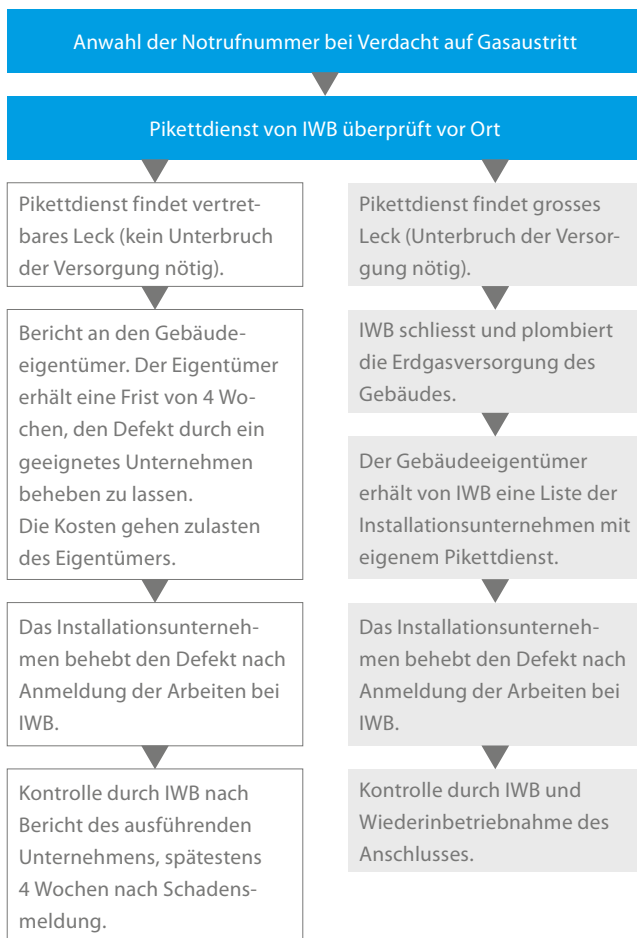 Anwahl der Notrufnummer bei Verdacht auf Gasaustritt
Pikettdienst von IWB überprüft vor Ort
Pikettdienst findet vertret-
bares Leck (kein Unterbruch
der Versorgung nötig).
Bericht an den Gebäude-
eigentümer. Der Eigentümer
erhält eine Frist von 4 Wo-
chen, den Defekt durch ein
geeignetes Unternehmen
beheben zu lassen.
Die Kosten gehen zulasten
des Eigentümers.
Das Installationsunterneh-
men behebt den Defekt nach
Anmeldung der Arbeiten bei
IWB.
Kontrolle durch IWB nach
Bericht des ausführenden
Unternehmens, spätestens
4 Wochen nach Schadens-
meldung.
Pikettdienst findet grosses
Leck (Unterbruch der Versor-
gung nötig).
IWB schliesst und plombiert
die Erdgasversorgung des
Gebäudes.
Der Gebäudeeigentümer
erhält von IWB eine Liste der
Installationsunternehmen mit
eigenem Pikettdienst.
Das Installationsunterneh-
men behebt den Defekt nach
Anmeldung der Arbeiten bei
IWB.
Kontrolle durch IWB und
Wiederinbetriebnahme des
Anschlusses.